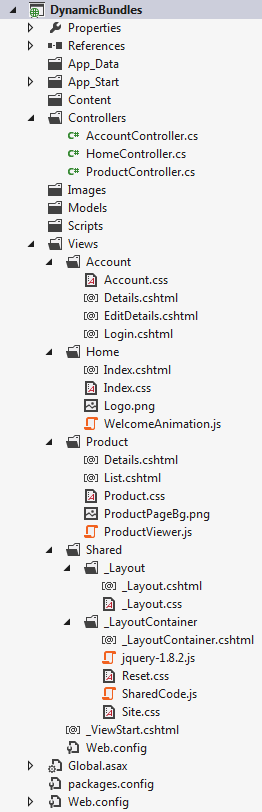 DynamicBundles
Properties
References
App_Data
App_Start
Content
Controllers
C# AccountController.cs
C# HomeController.cs
C# ProductController.cs
Images
Models
Scripts
Views
Account
Account.css
[@] Details.cshtml
[@] EditDetails.cshtml
[@] Login.cshtml
Home
[@] Index.cshtml
Index.css
Logo.png
WelcomeAnimation.js
Product
[@] Details.cshtml
[@] List.cshtml
Product.css
ProductPageBg.png
ProductViewer.js
Shared
_Layout
[@] _Layout.cshtml
_Layout.css
_LayoutContainer
[@] _LayoutContainer.cshtml
jquery-1.8.2.js
Reset.css
SharedCode.js
Site.css
[@] _ViewStart.cshtml
Web.config
Global.asax
packages.config
Web.config